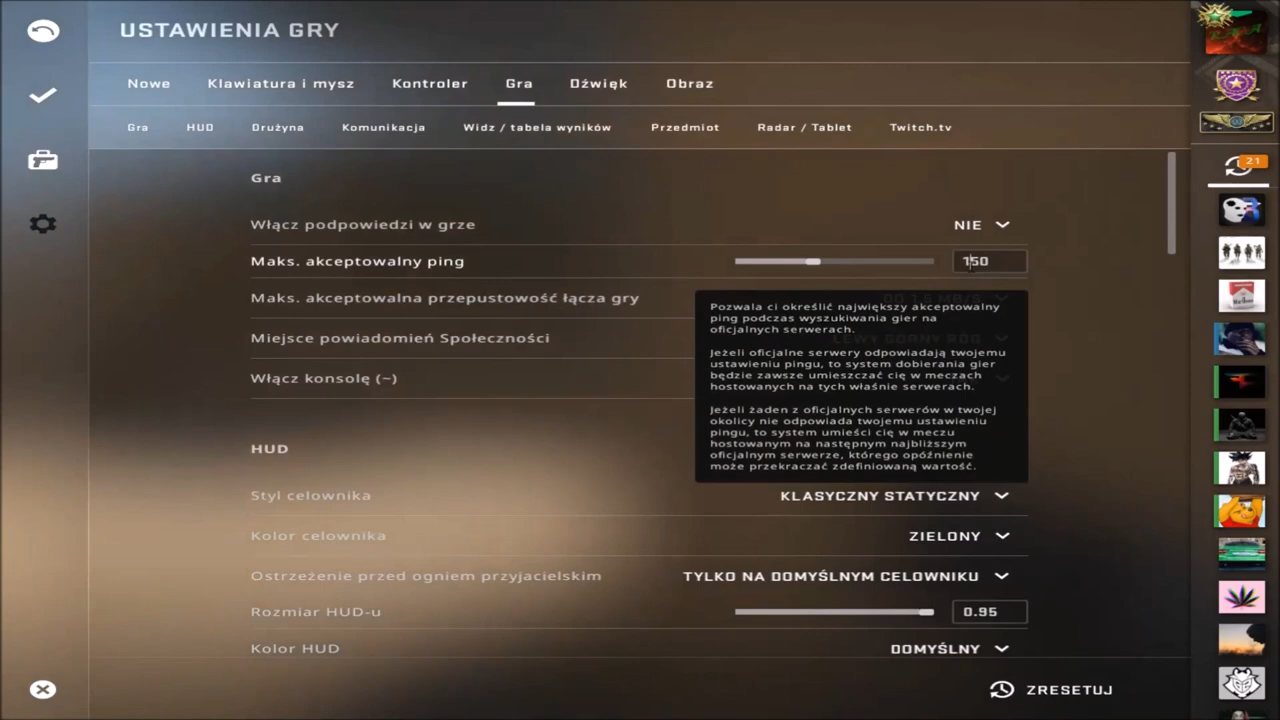 USTAWIENIA GRY
Nowe Klawiatura i mysz Kontroler Gra Dźwięk Obraz
Gra HUD Drużyna Komunikacja Widz / tabela wyników Przedmiot Radar / Tablet Twitch.tv
21
Gra
Włącz podpowiedzi w grze NIE
Maks. akceptowalny ping 150
Maks. akceptowalna przepustowość łącza gry
Miejsce powiadomień Społeczności LEWY GÓRNY RÓG
Włącz konsolę (~)
Pozwala ci określić największy akceptowalny
ping podczas wyszukiwania gier na
oficjalnych serwerach.
Jeżeli oficjalne serwery odpowiadają twojemu
ustawieniu pingu, to system dobierania gier
będzie zawsze umieszczać cię w meczach
hostowanych na tych właśnie serwerach.
Jeżeli żaden z oficjalnych serwerów w twojej
okolicy nie odpowiada twojemu ustawieniu
pingu, to system umieści cię w meczu
hostowanym na następnym najbliższym
oficjalnym serwerze, którego opóźnienie
może przekraczać zdefiniowaną wartość.
HUD
Styl celownika KLASYCZNY STATYCZNY
Kolor celownika ZIELONY
Ostrzeżenie przed ogniem przyjacielskim TYLKO NA DOMYŚLNYM CELOWNIKU
Rozmiar HUD-u 0.95
Kolor HUD DOMYŚLNY
ZRESETUJ